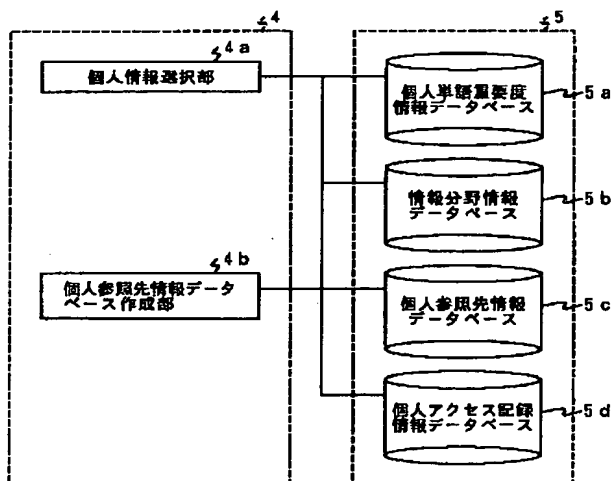 4
5
4a
個人情報選択部
個人単語重要度
情報データベース
5a
情報分野情報
データベース
5b
4b
個人参照先情報データ
ベース作成部
個人参照先情報
データベース
5c
個人アクセス記録
情報データベース
5d